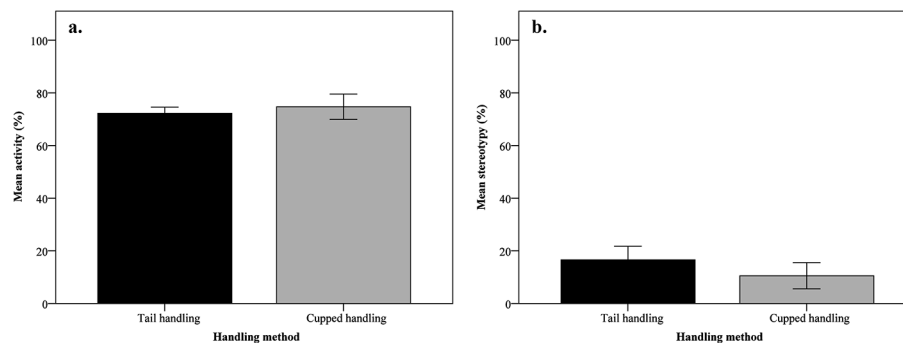 a.
Mean activity (%)
100
80
60
40
20
0
Tail handling Cupped handling
Handling method
b.
Mean stereotypy (%)
100
80
60
40
20
0
Tail handling Cupped handling
Handling method